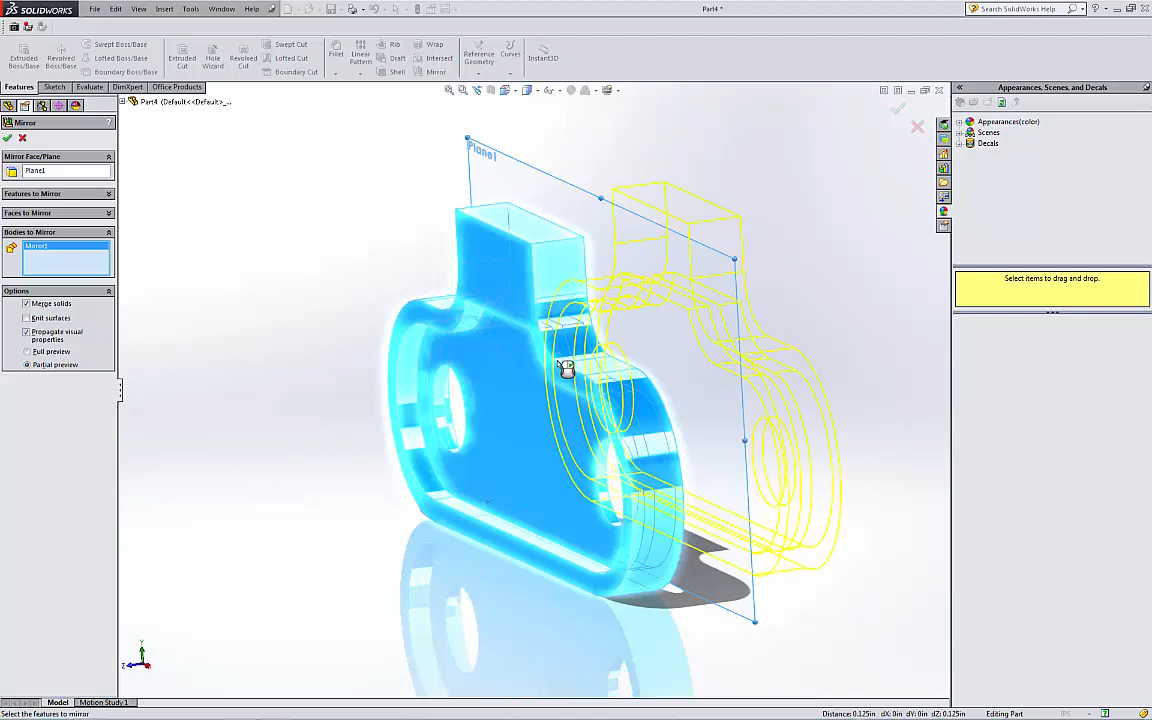 SOLIDWORKS File Edit View Insert Tools Window Help Part4 * Search SolidWorks Help
Extruded Boss/Base
Revolved Boss/Base
Swept Boss/Base
Lofted Boss/Base
Boundary Boss/Base
Extruded Cut
Hole Wizard
Revolved Cut
Swept Cut
Lofted Cut
Boundary Cut
Fillet
Linear Pattern
Rib
Draft
Shell
Wrap
Intersect
Mirror
Reference Geometry
Curves
Instant3D
Features Sketch Evaluate DimXpert Office Products
Part4 (Default<<Default>_...
Mirror ?
Mirror Face/Plane
Plane1
Features to Mirror
Faces to Mirror
Bodies to Mirror
Mirror1
Options
Merge solids
Knit surfaces
Propagate visual
properties
Full preview
Partial preview
Plane1
Y
Z
Appearances, Scenes, and Decals
Appearances(color)
Scenes
Decals
Select items to drag and drop.
Model Motion Study 1
Select the features to mirror Distance: 0.125in dX: 0in dY: 0in dZ: 0.125in Editing Part IPS